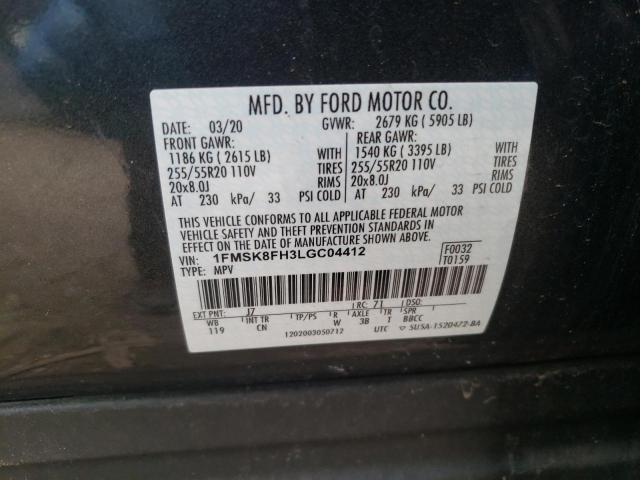 MFD. BY FORD MOTOR CO.
DATE: 03/20 GVWR: 2679 KG ( 5905 LB)
FRONT GAWR: REAR GAWR:
1186 KG ( 2615 LB) WITH 1540 KG ( 3395 LB) WITH
255/55R20 110V TIRES 255/55R20 110V TIRES
20x8.0J RIMS 20x8.0J RIMS
AT 230 kPa/ 33 PSI COLD AT 230 kPa/ 33 PSI COLD
THIS VEHICLE CONFORMS TO ALL APPLICABLE FEDERAL MOTOR
VEHICLE SAFETY AND THEFT PREVENTION STANDARDS IN
EFFECT ON THE DATE OF MANUFACTURE SHOWN ABOVE.
VIN: 1FMSK8FH3LGC04412 F0032
TYPE: MPV T0159
EXT PNT: J7 RC: 71 DSO:
WB INT TR TP/PS R AXLE TR SPR
119 CN W 3B T BBCC
1202003050712 UTC 5USA-1520472-BA